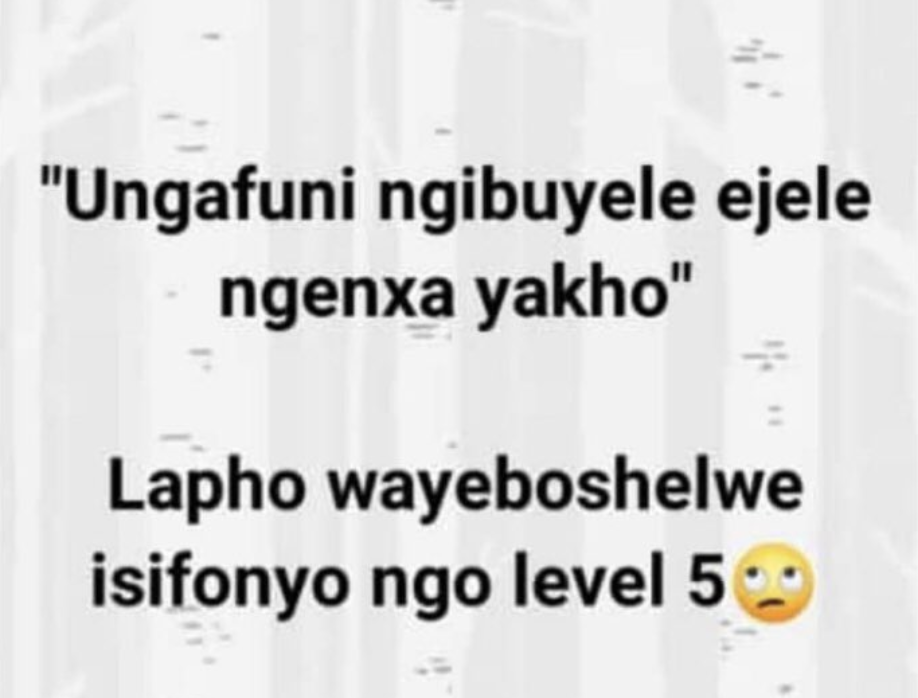 "Ungafuni ngibuyele ejele
ngenxa yakho"
Lapho wayeboshelwe
isifonyo ngo level 5🙄